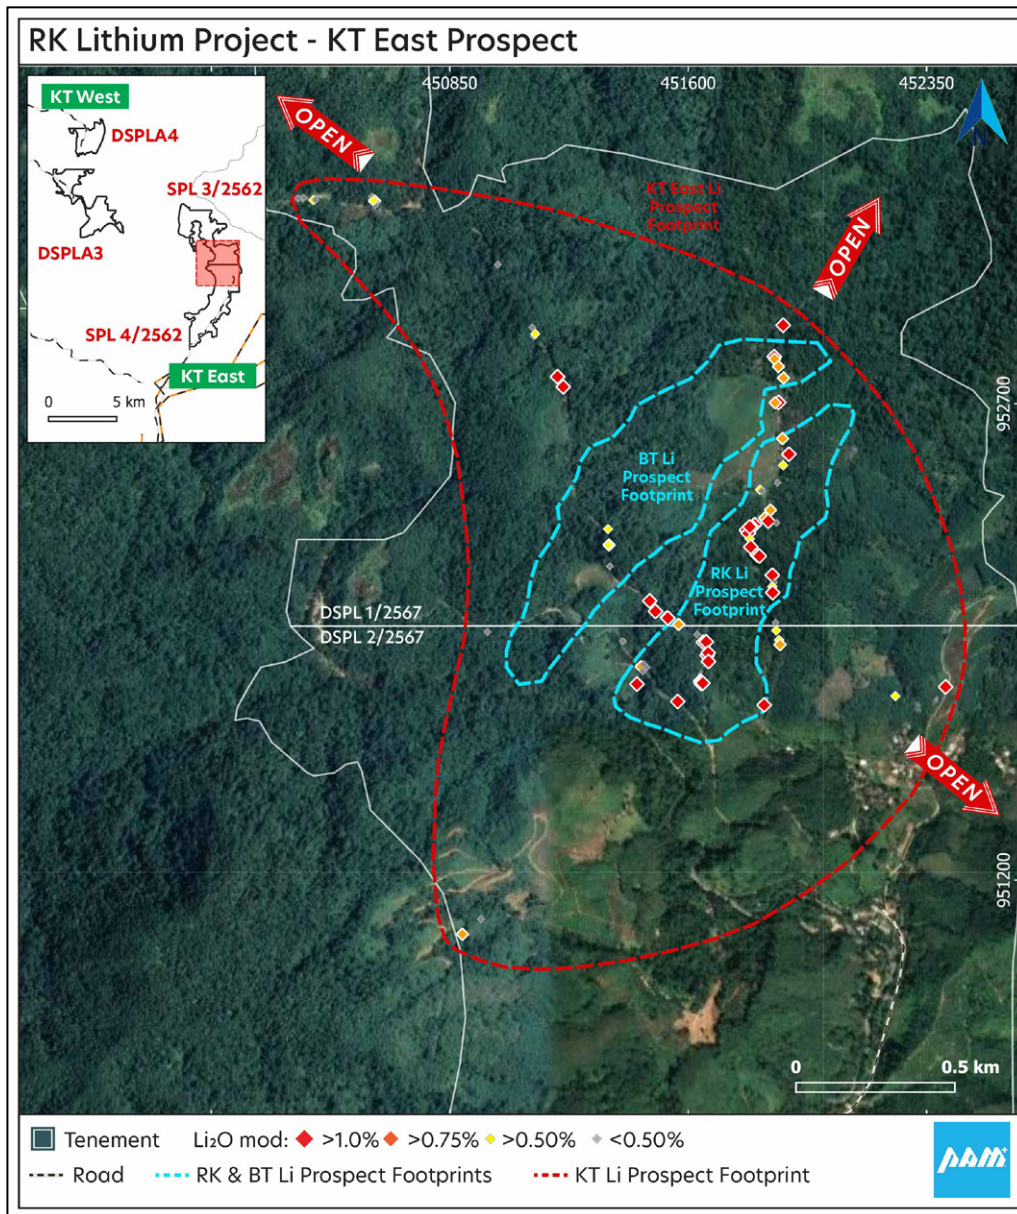 RK Lithium Project - KT East Prospect
450850
451600
452350
KT West
DSPLA4
SPL 3/2562
DSPLA3
SPL 4/2562
KT East
0
5 km
OPEN
N
KT East Li
Prospect
Footprint
OPEN
952700
BT Li
Prospect
Footprint
RK Li
Prospect
Footprint
DSPL 1/2567
DSPL 2/2567
OPEN
951200
0
0.5 km
Tenement
Li₂O mod:
>1.0%
>0.75%
>0.50%
<0.50%
Road
RK & BT Li Prospect Footprints
KT Li Prospect Footprint
PAM+